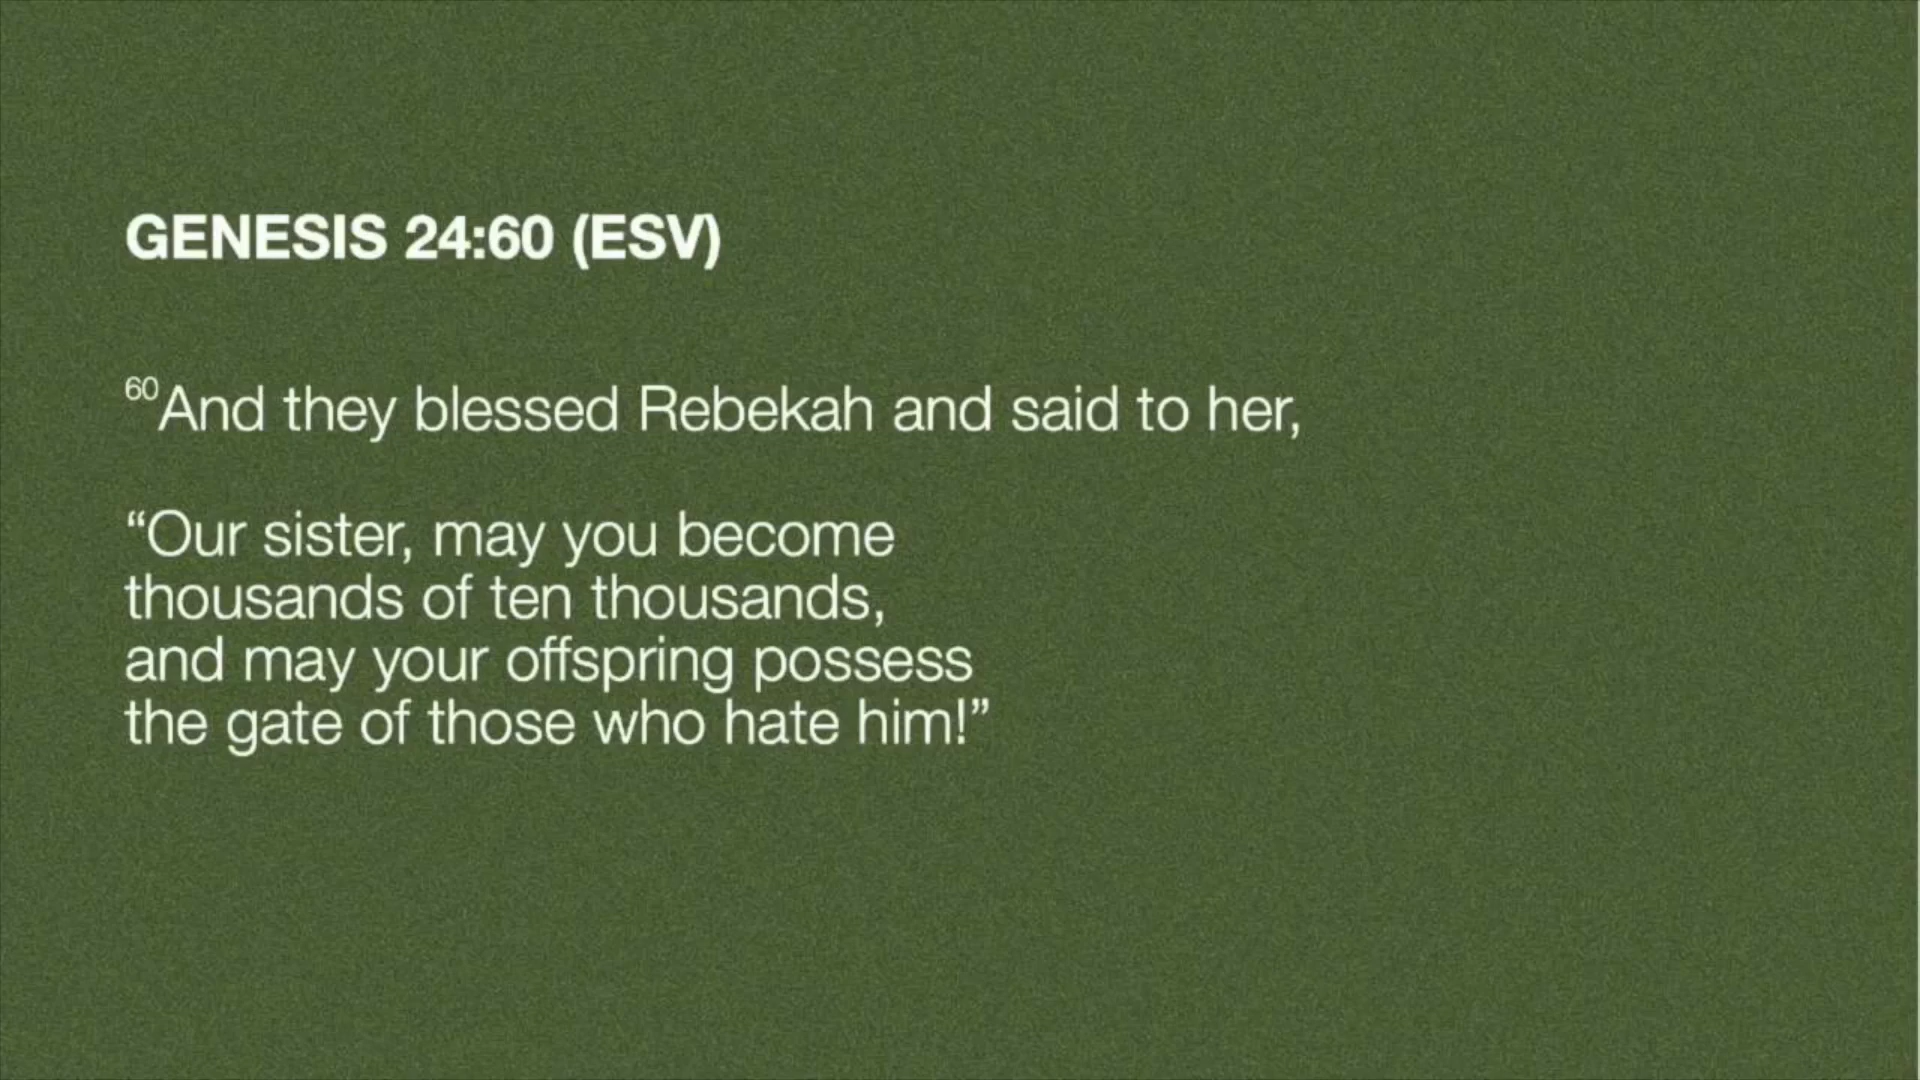 GENESIS 24:60 (ESV)
60And they blessed Rebekah and said to her,
“Our sister, may you become
thousands of ten thousands,
and may your offspring possess
the gate of those who hate him!”